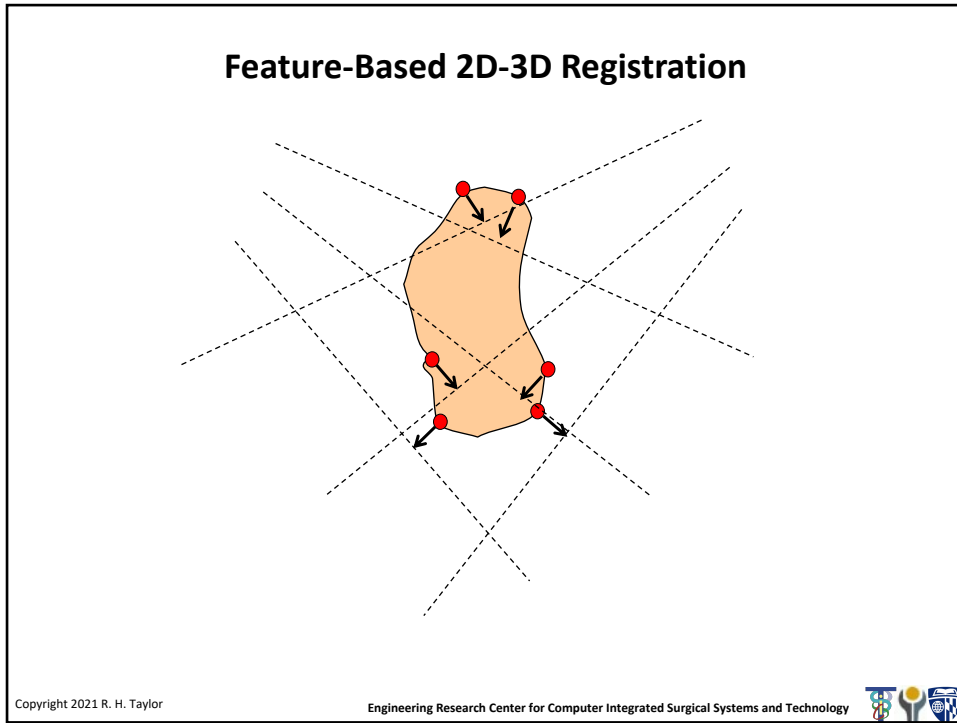 Feature-Based 2D-3D Registration
Copyright 2021 R. H. Taylor
Engineering Research Center for Computer Integrated Surgical Systems and Technology